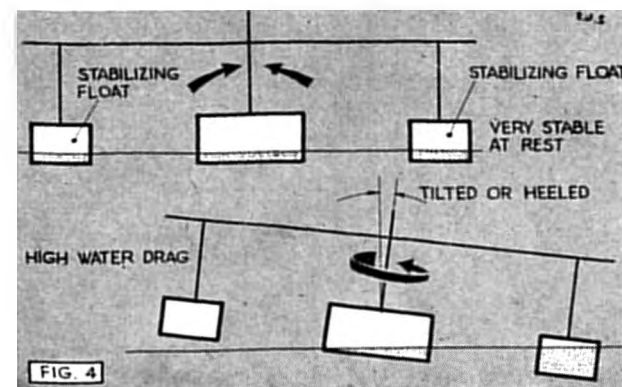 STABILIZING
FLOAT
STABILIZING FLOAT
VERY STABLE
AT REST
TILTED OR HEELED
HIGH WATER DRAG
FIG. 4